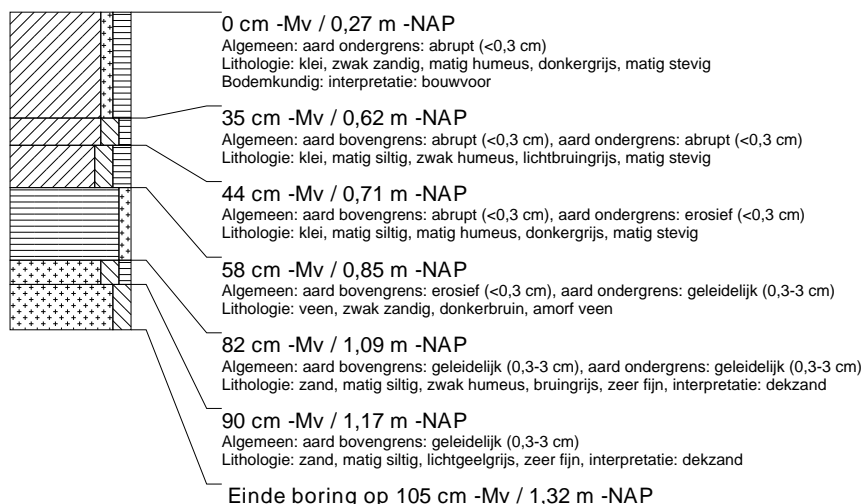 0 cm -Mv / 0,27 m -NAP
Algemeen: aard ondergrens: abrupt (<0,3 cm)
Lithologie: klei, zwak zandig, matig humeus, donkergrijs, matig stevig
Bodemkundig: interpretatie: bouwvoor
35 cm -Mv / 0,62 m -NAP
Algemeen: aard bovengrens: abrupt (<0,3 cm), aard ondergrens: abrupt (<0,3 cm)
Lithologie: klei, matig siltig, zwak humeus, lichtbruingrijs, matig stevig
44 cm -Mv / 0,71 m -NAP
Algemeen: aard bovengrens: abrupt (<0,3 cm), aard ondergrens: erosief (<0,3 cm)
Lithologie: klei, matig siltig, matig humeus, donkergrijs, matig stevig
58 cm -Mv / 0,85 m -NAP
Algemeen: aard bovengrens: erosief (<0,3 cm), aard ondergrens: geleidelijk (0,3-3 cm)
Lithologie: veen, zwak zandig, donkerbruin, amorf veen
82 cm -Mv / 1,09 m -NAP
Algemeen: aard bovengrens: geleidelijk (0,3-3 cm), aard ondergrens: geleidelijk (0,3-3 cm)
Lithologie: zand, matig siltig, zwak humeus, bruingrijs, zeer fijn, interpretatie: dekzand
90 cm -Mv / 1,17 m -NAP
Algemeen: aard bovengrens: geleidelijk (0,3-3 cm)
Lithologie: zand, matig siltig, lichtgeelgrijs, zeer fijn, interpretatie: dekzand
Einde boring op 105 cm -Mv / 1,32 m -NAP